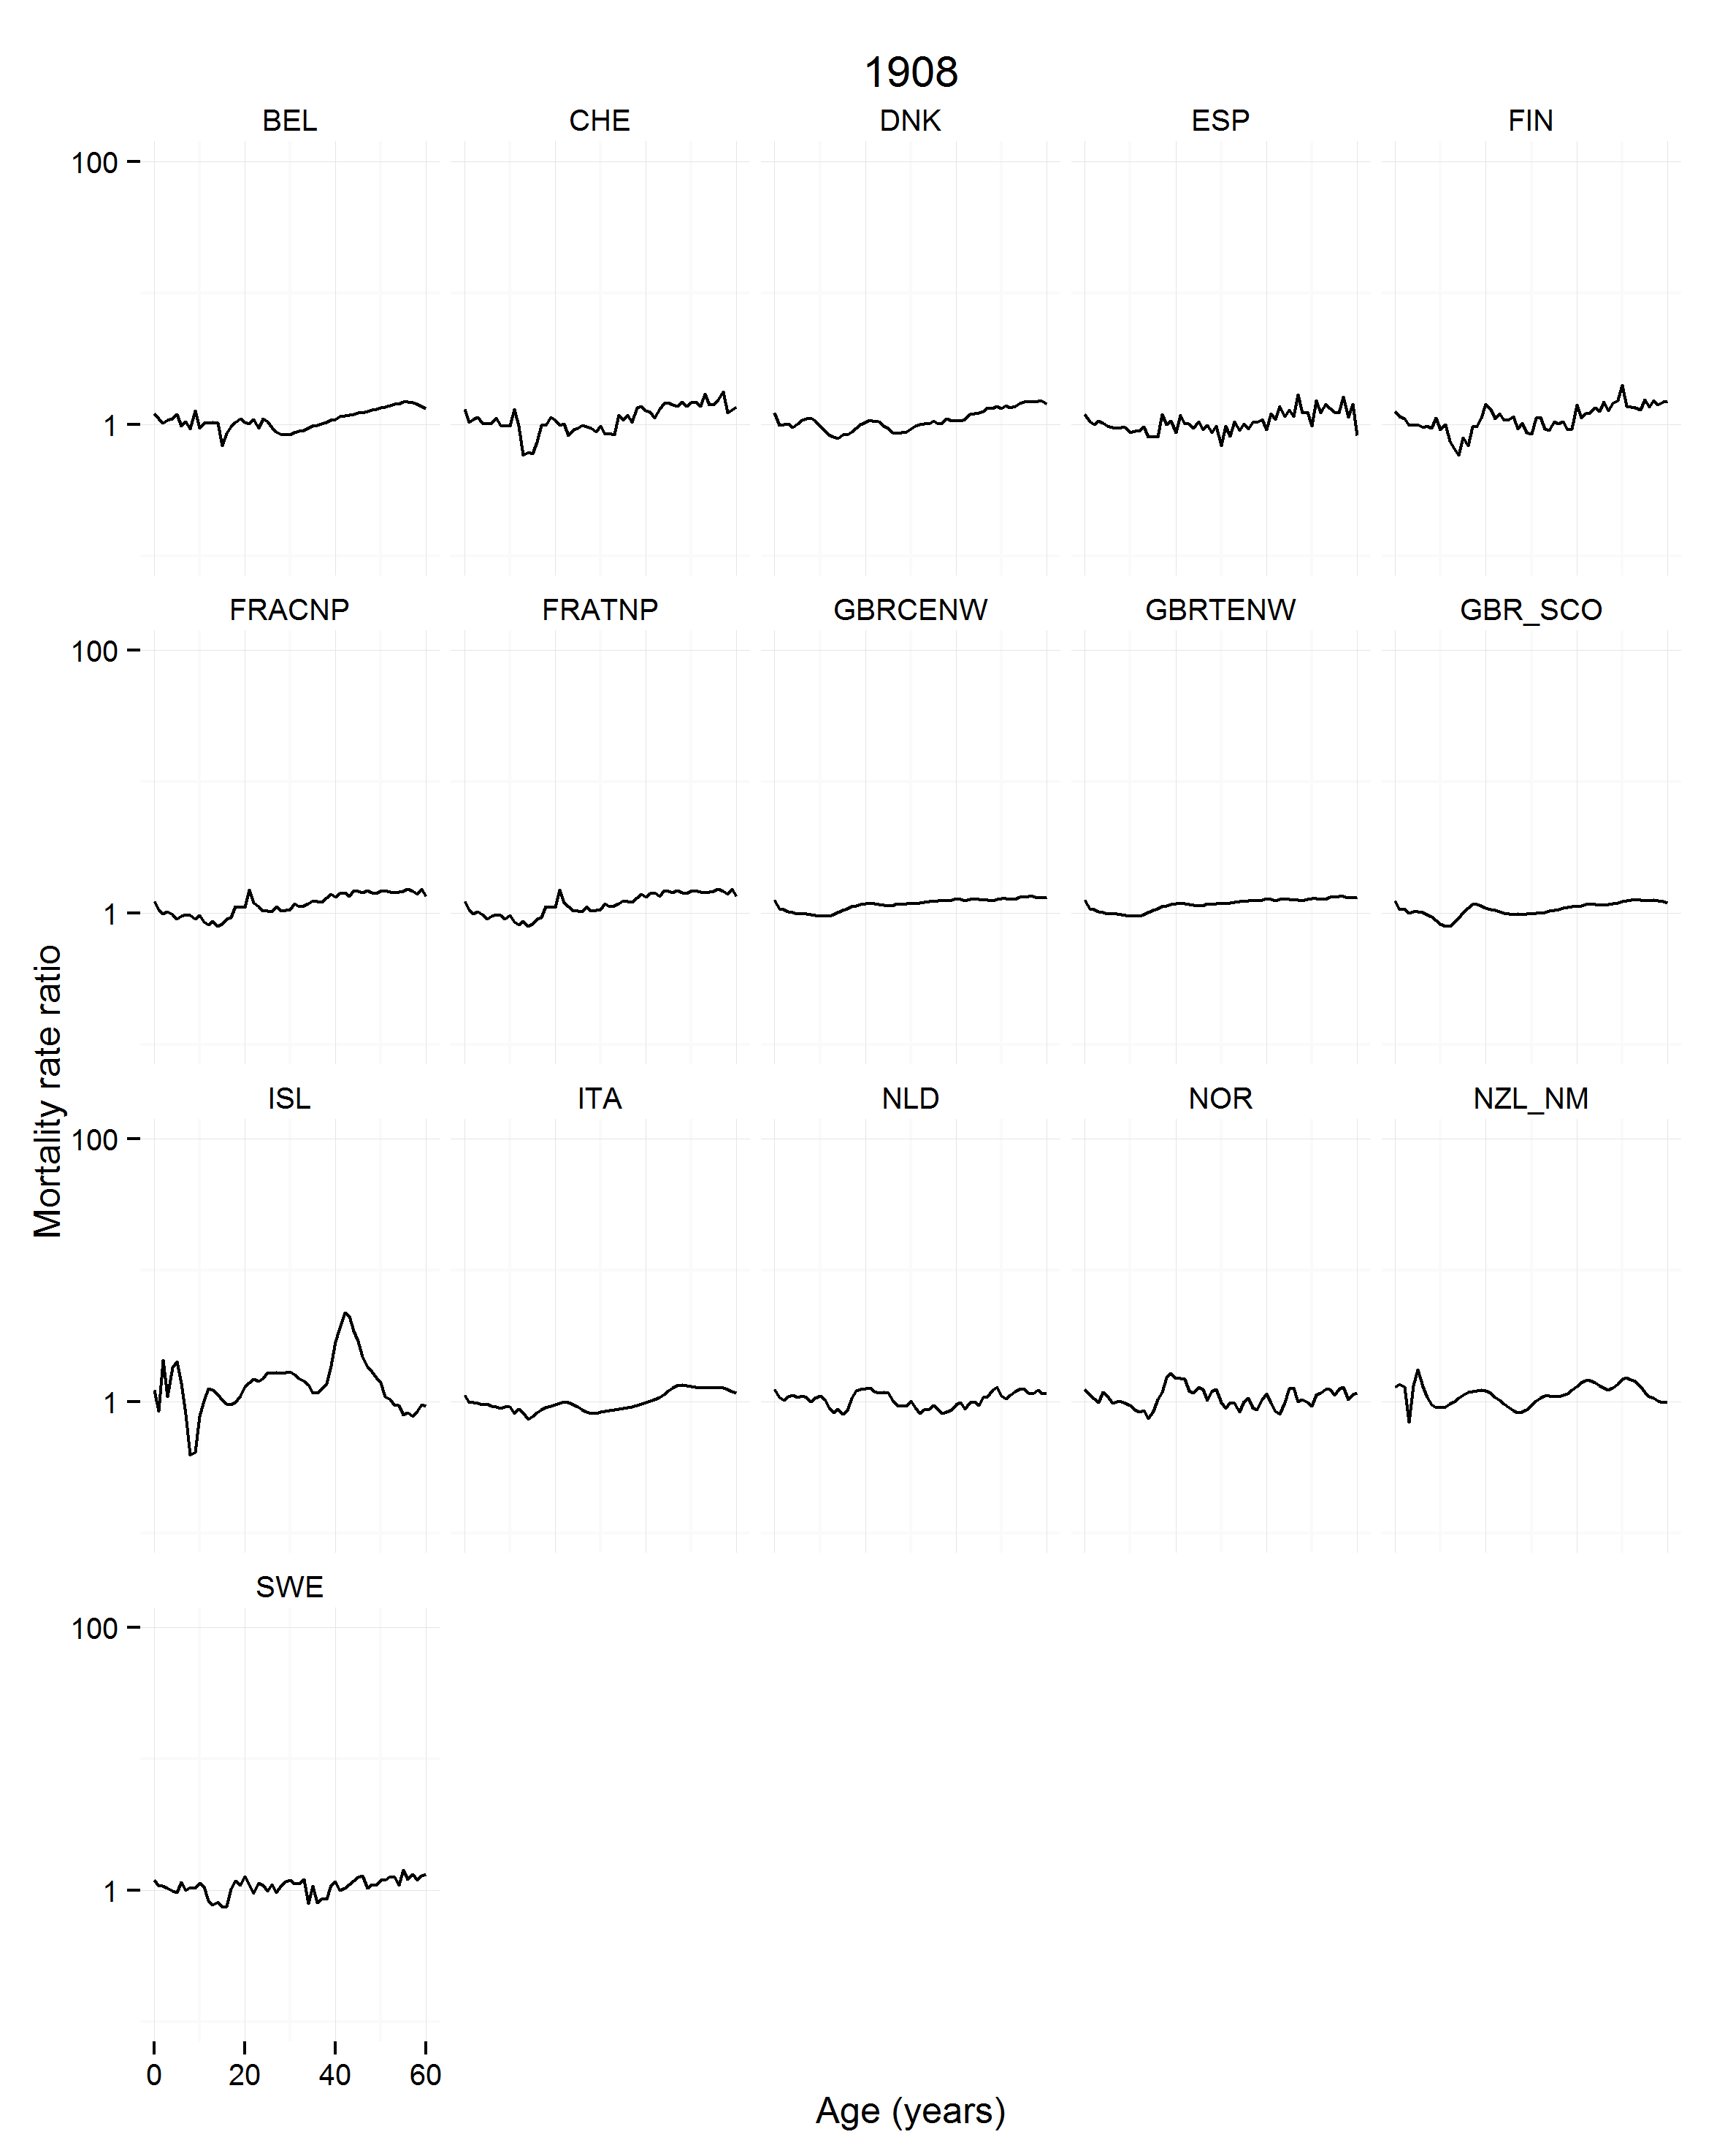 1908
BEL CHE DNK ESP FIN
100
1
FRACNP FRATNP GBRCENW GBRTENW GBR_SCO
100
1
ISL ITA NLD NOR NZL_NM
100
1
SWE
100
1
0 20 40 60
Age (years)
Mortality rate ratio